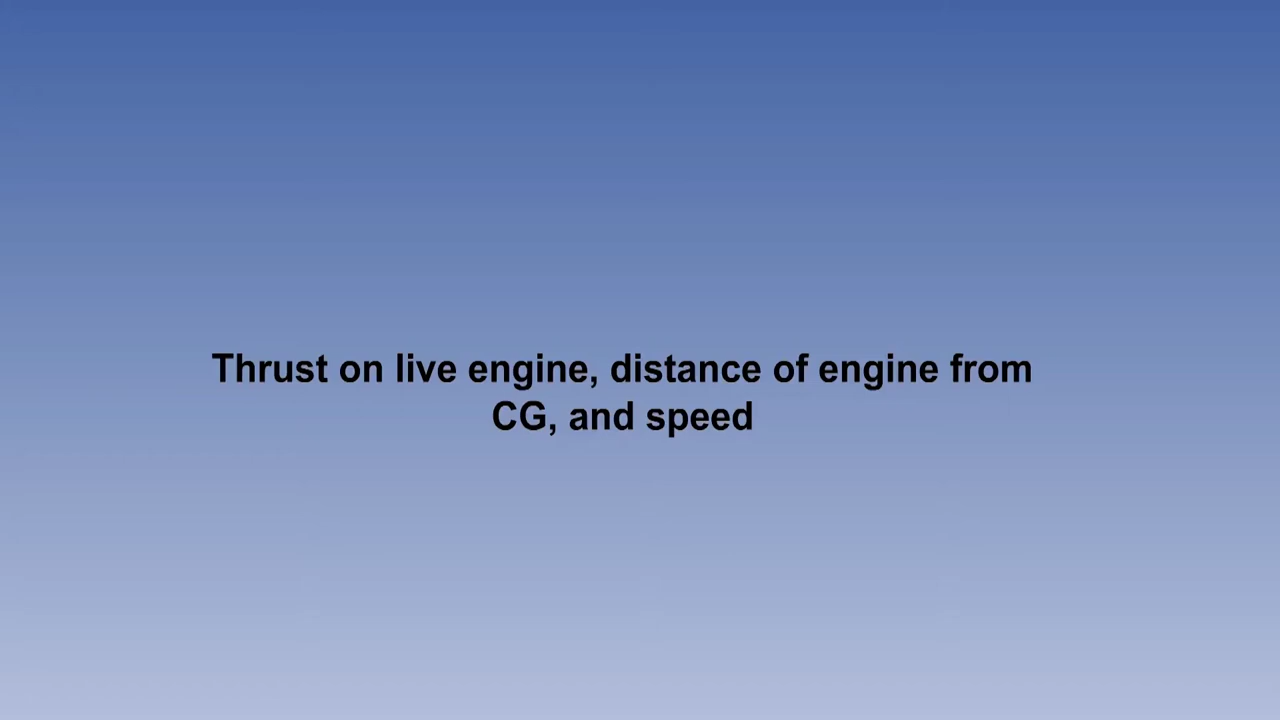 Thrust on live engine, distance of engine from
CG, and speed